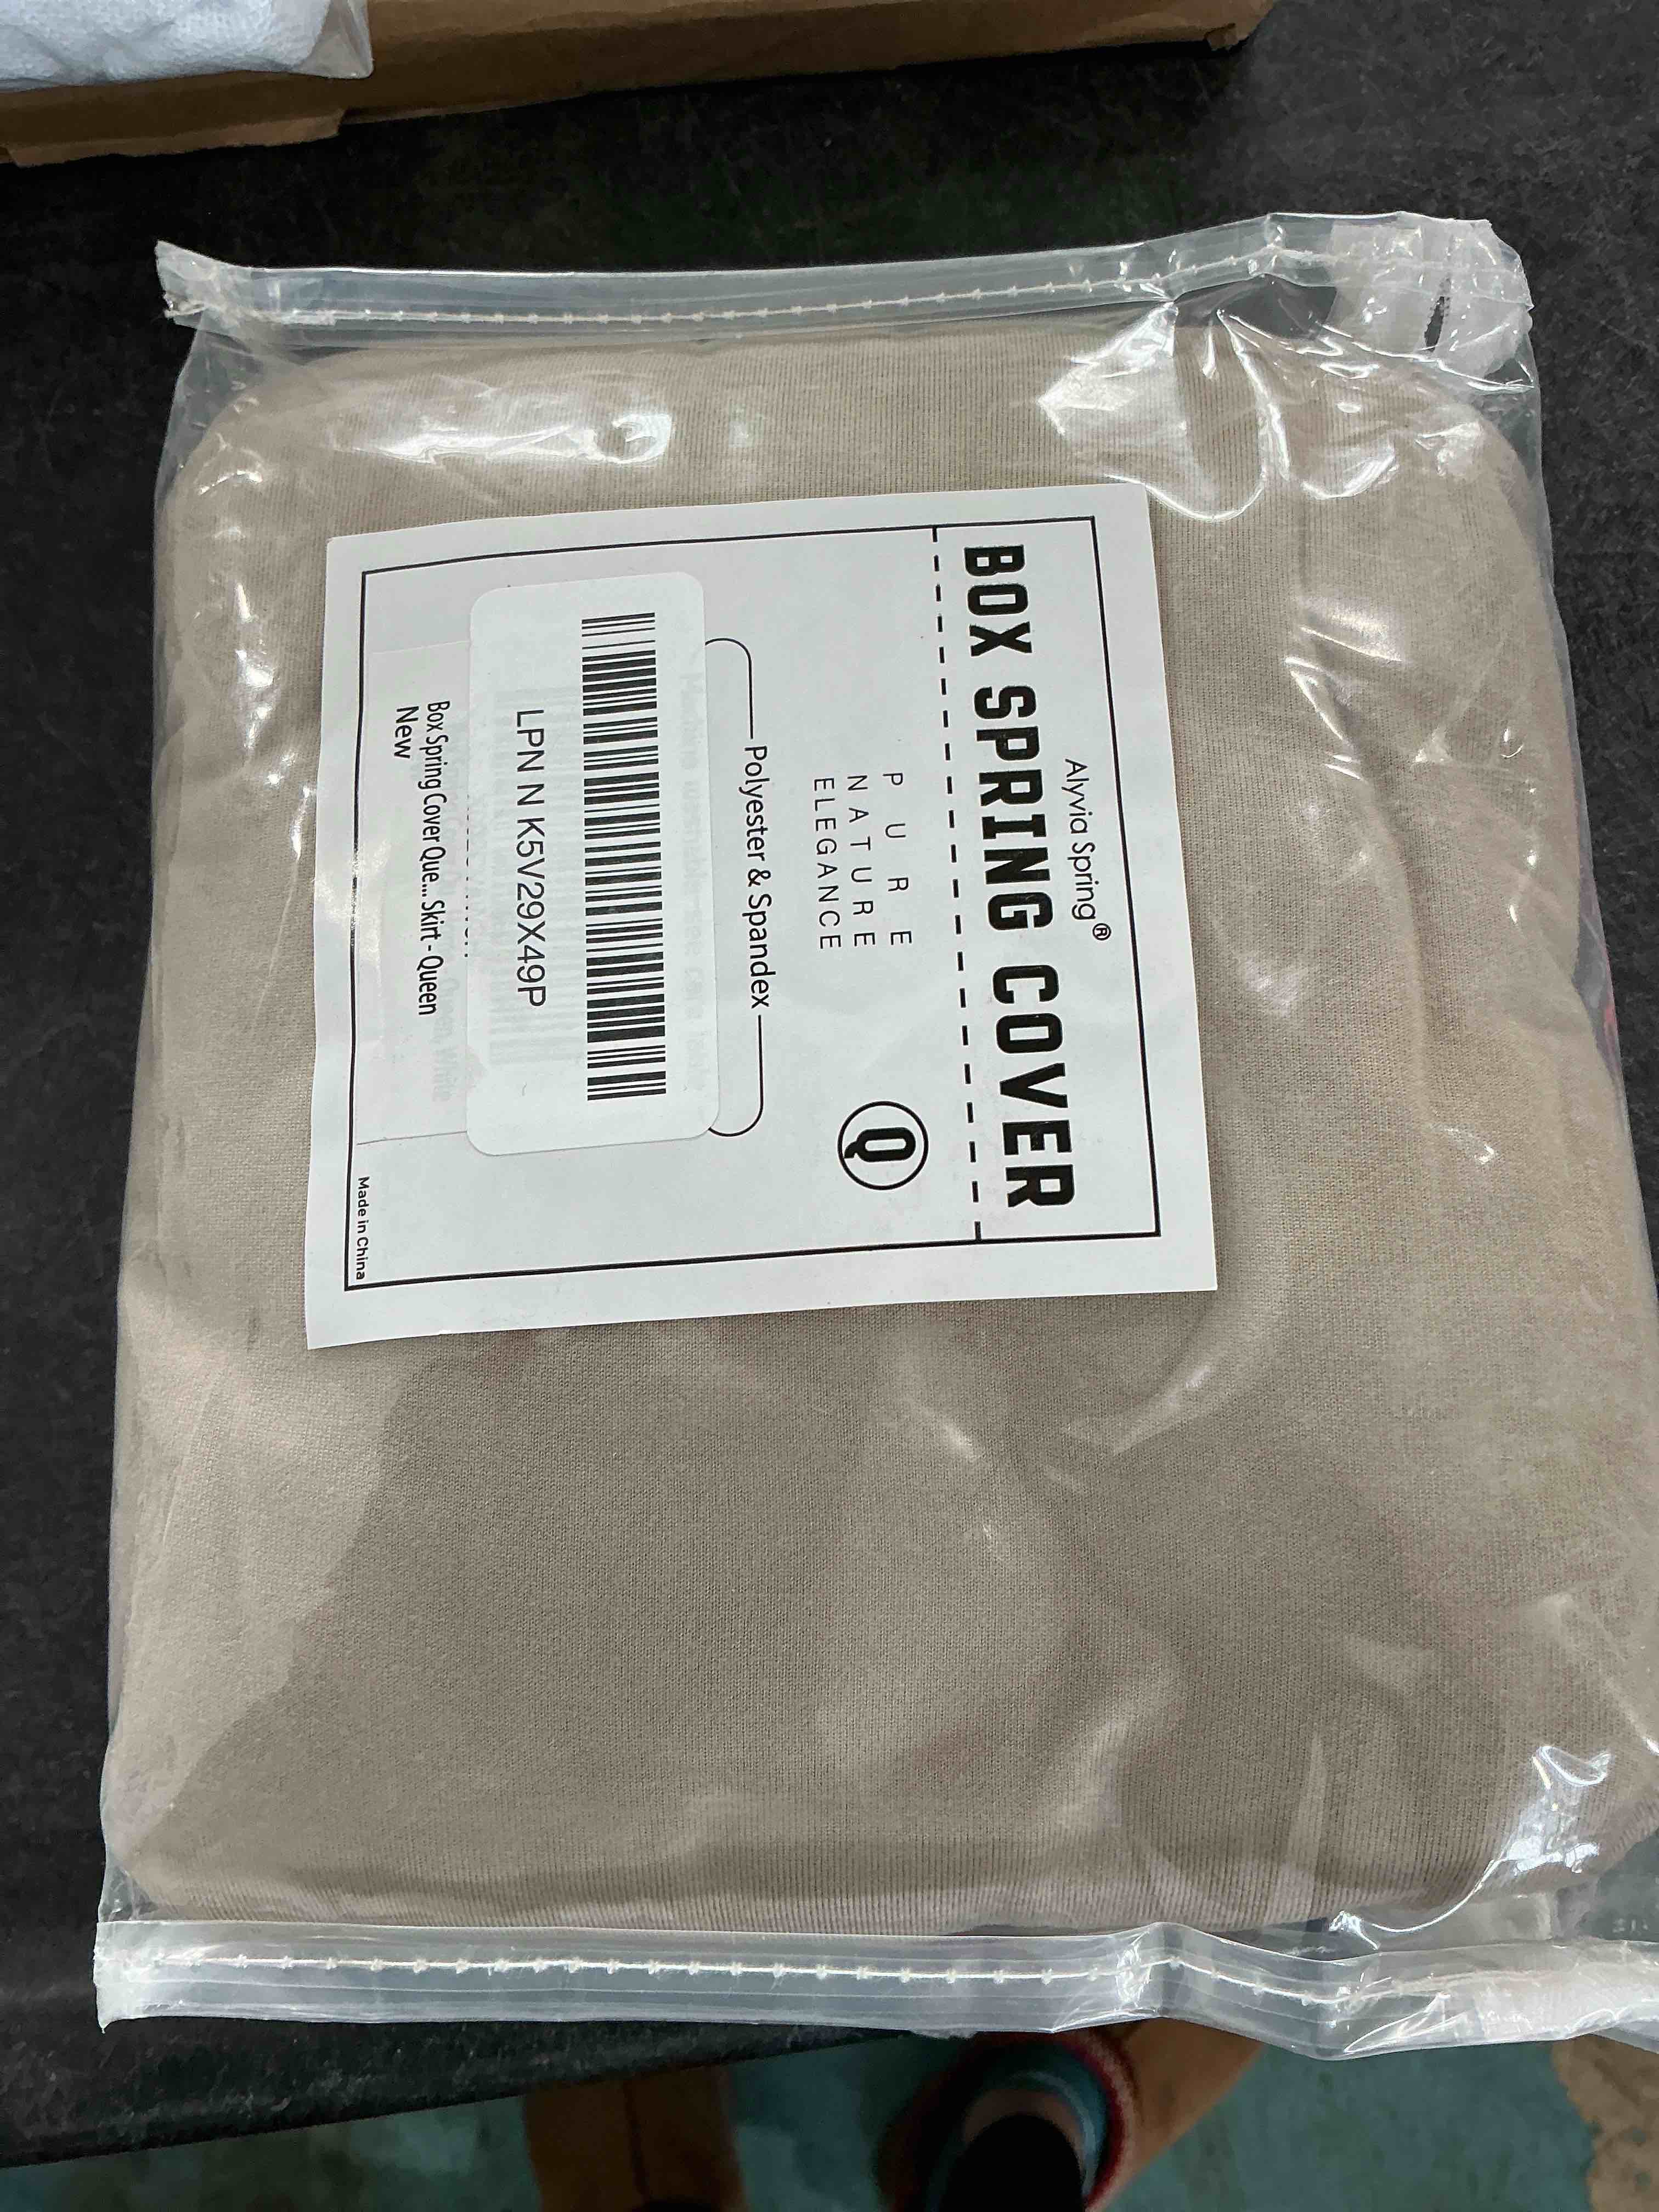 Alyvia Spring®
BOX SPRING COVER
PURE
NATURE
ELEGANCE
Q
Polyester & Spandex
LPN N K5V29X49P
Box Spring Cover Que... Skirt - Queen
New
Made in China